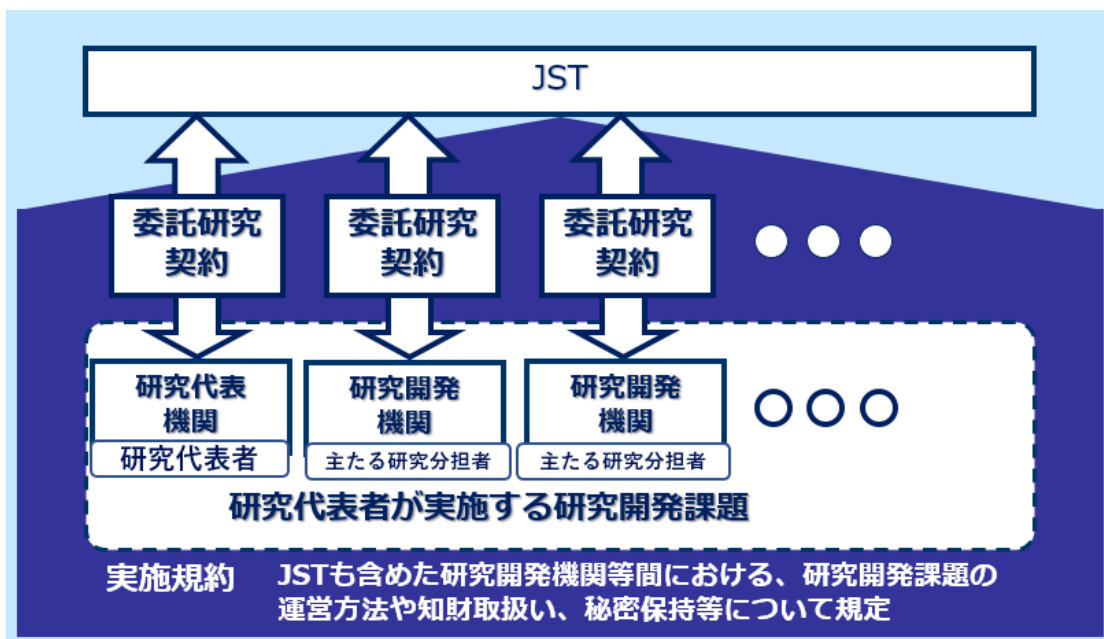 JST
委託研究
契約
委託研究
契約
委託研究
契約
研究代表
機関
研究代表者
研究開発
機関
主たる研究分担者
研究開発
機関
主たる研究分担者
研究代表者が実施する研究開発課題
実施規約
JSTも含めた研究開発機関等間における、研究開発課題の
運営方法や知財取扱い、秘密保持等について規定